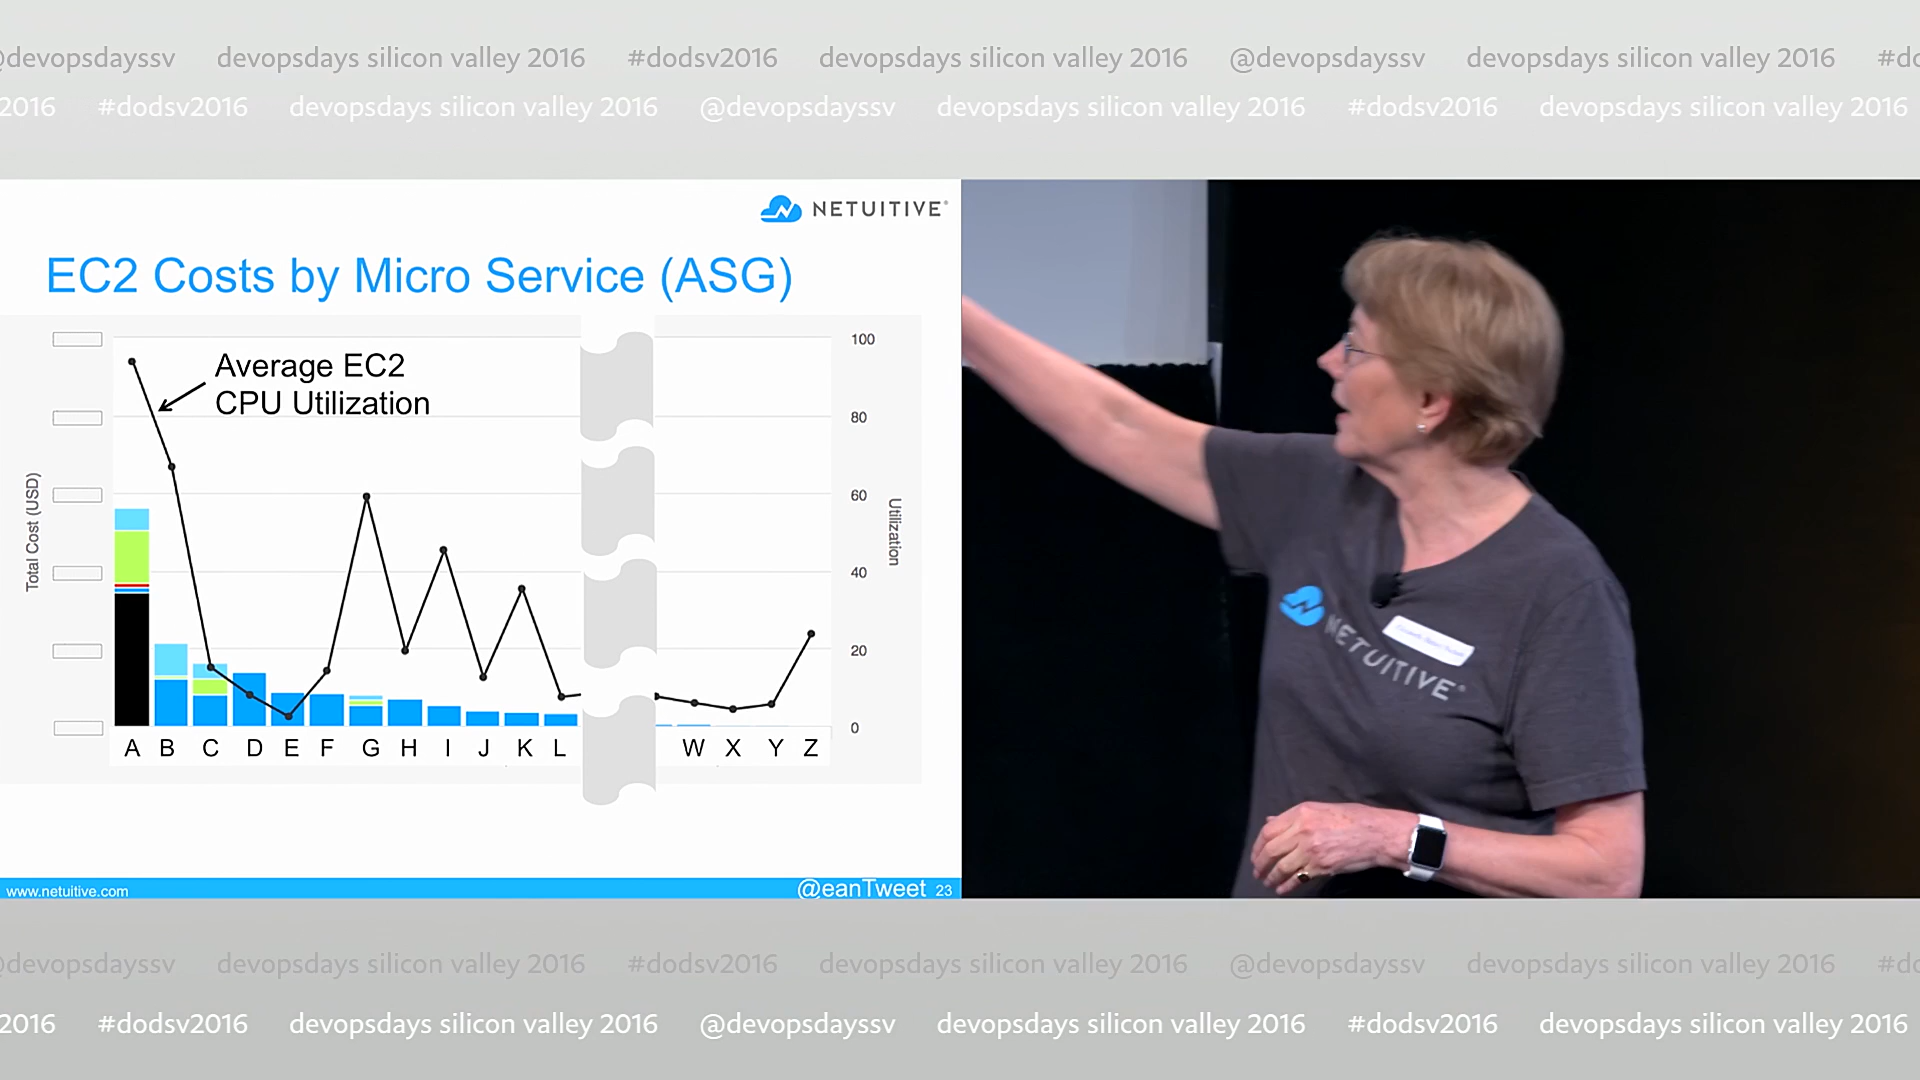 @devopsdayssv devopsdays silicon valley 2016 #dodsv2016 devopsdays silicon valley 2016 @devopsdayssv devopsdays silicon valley 2016
2016 #dodsv2016 devopsdays silicon valley 2016 @devopsdayssv devopsdays silicon valley 2016 #dodsv2016 devopsdays silicon valley 2016
NETUITIVE®
EC2 Costs by Micro Service (ASG)
Average EC2
CPU Utilization
Total Cost (USD)
100
80
60
40
20
0
Utilization
A B C D E F G H I J K L W X Y Z
www.netuitive.com @eanTweet 23
NETUITIVE®
@devopsdayssv devopsdays silicon valley 2016 #dodsv2016 devopsdays silicon valley 2016 @devopsdayssv devopsdays silicon valley 2016
2016 #dodsv2016 devopsdays silicon valley 2016 @devopsdayssv devopsdays silicon valley 2016 #dodsv2016 devopsdays silicon valley 2016